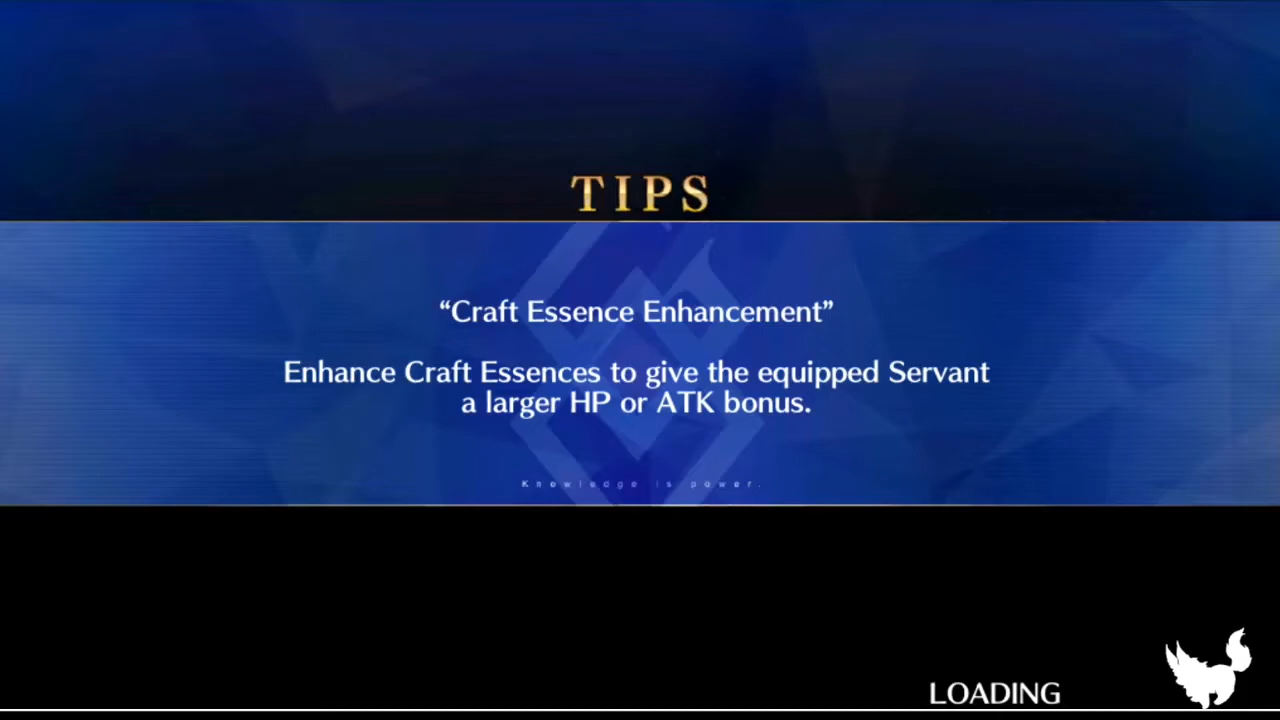 TIPS
“Craft Essence Enhancement”
Enhance Craft Essences to give the equipped Servant
a larger HP or ATK bonus.
Knowledge is power.
LOADING